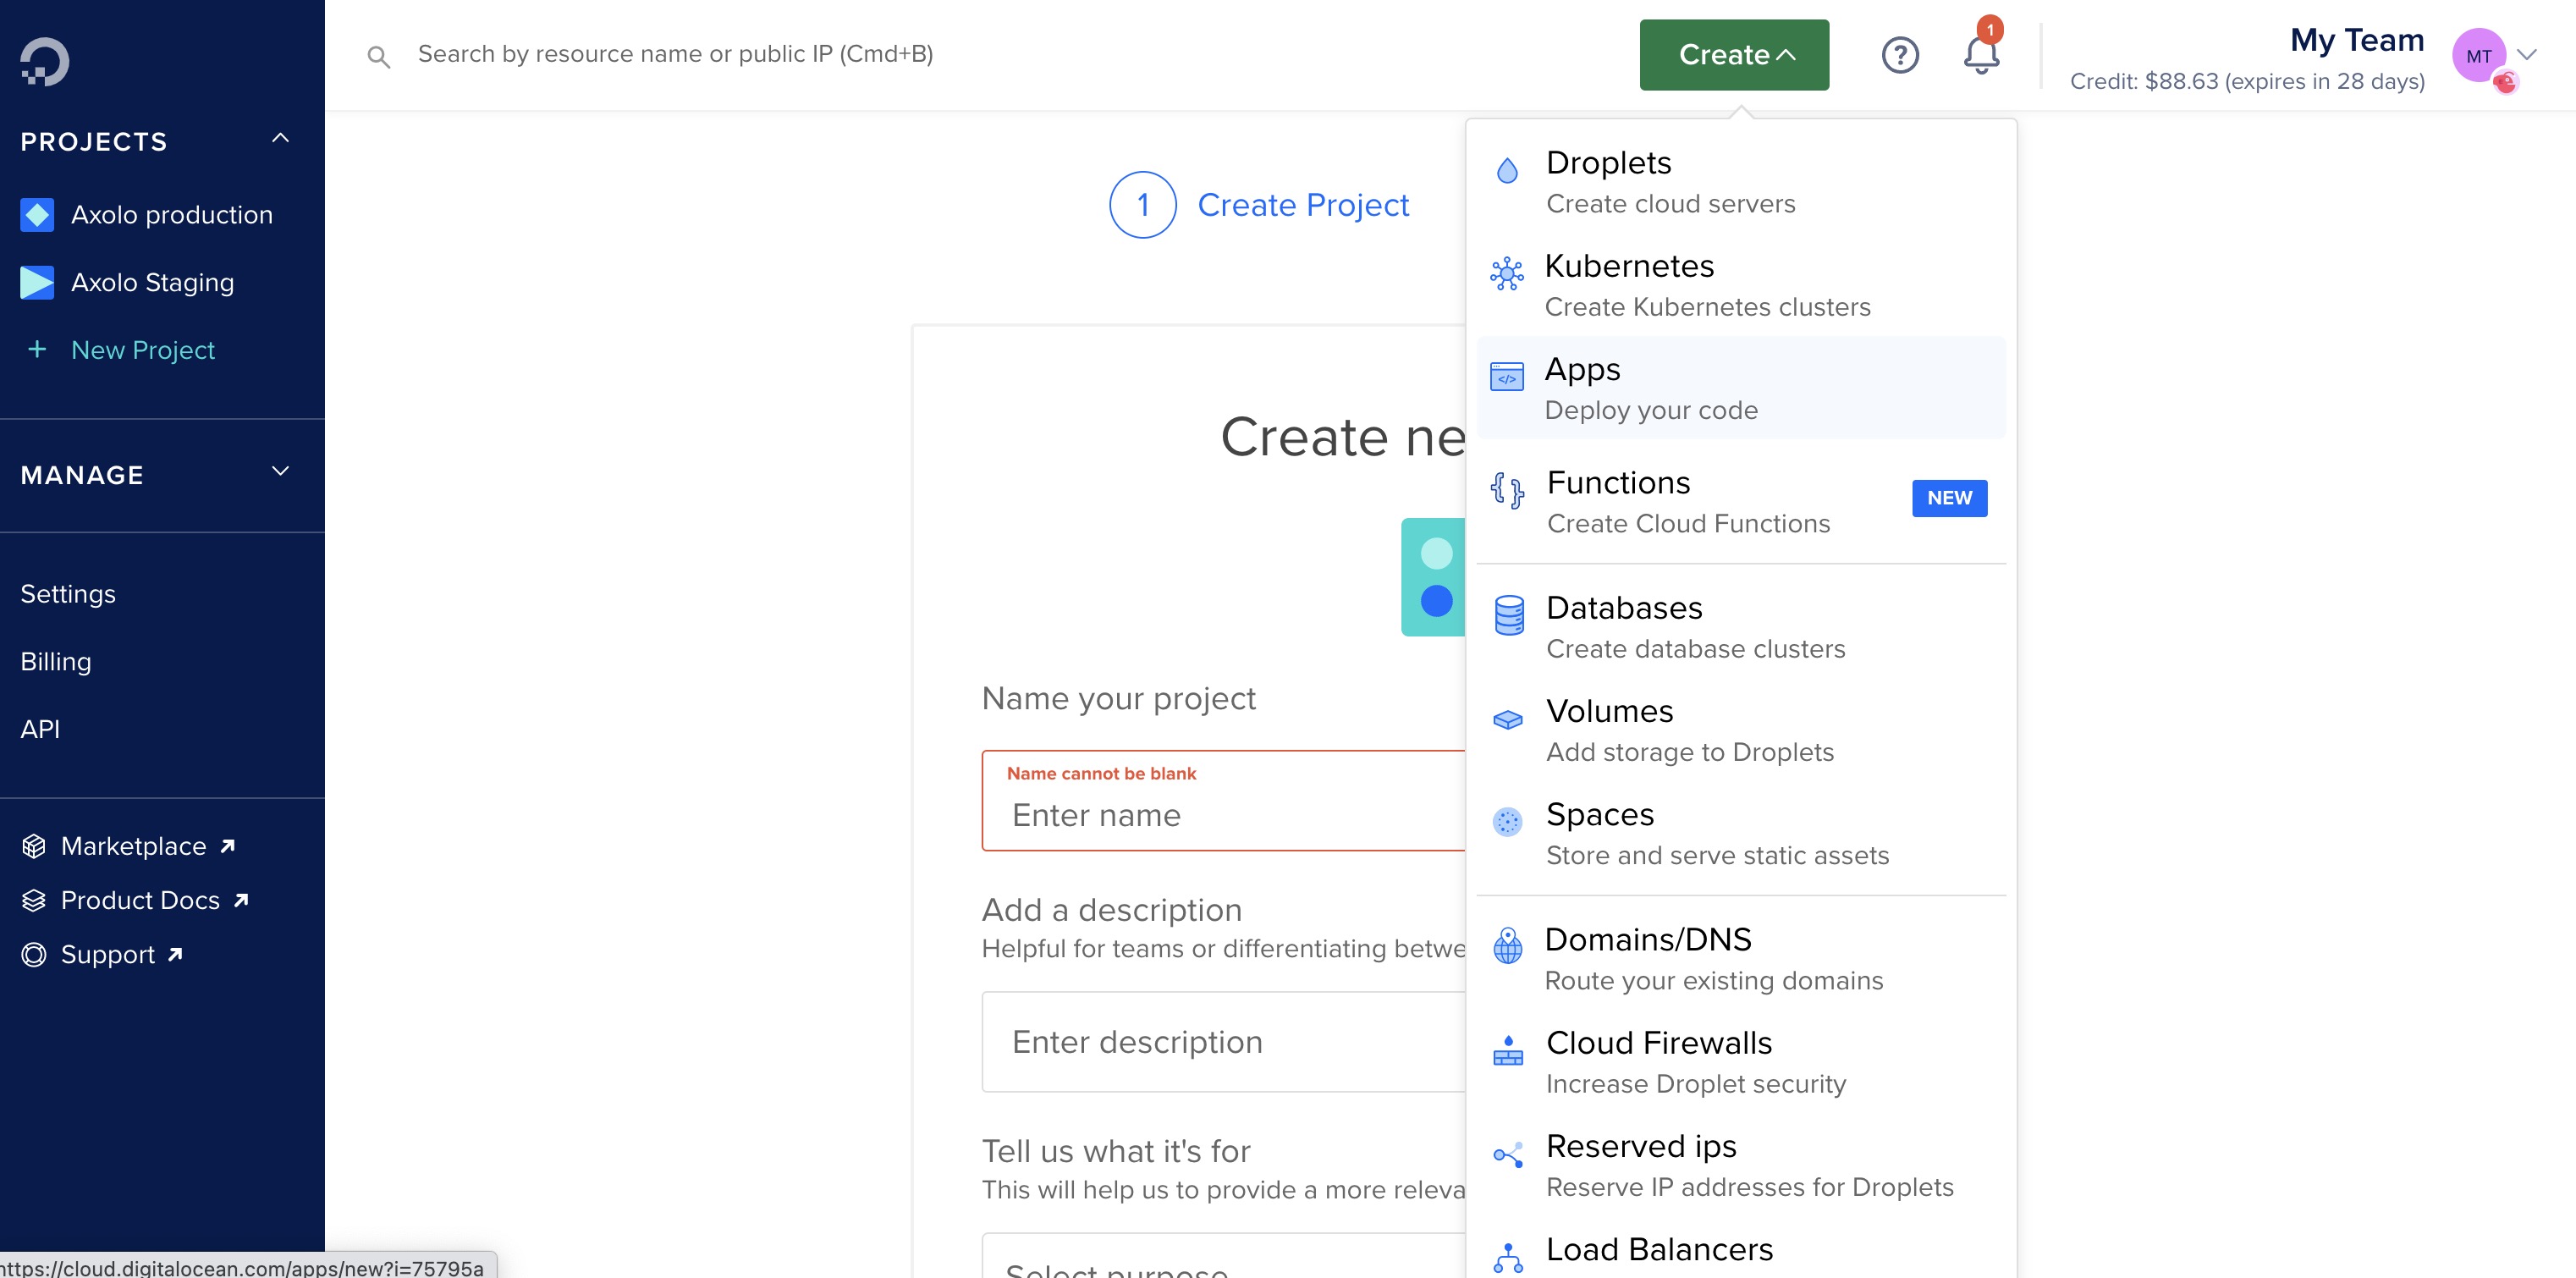 PROJECTS
Axolo production
Axolo Staging
+ New Project
MANAGE
Settings
Billing
API
Marketplace
Product Docs
Support
https://cloud.digitalocean.com/apps/new?i=75795a
Search by resource name or public IP (Cmd+B)
Create
?
1
My Team
Credit: $88.63 (expires in 28 days)
MT
1 Create Project
Create ne
Name your project
Name cannot be blank
Enter name
Add a description
Helpful for teams or differentiating betwe
Enter description
Tell us what it's for
This will help us to provide a more releva
Select purpose
Droplets
Create cloud servers
Kubernetes
Create Kubernetes clusters
Apps
Deploy your code
Functions
Create Cloud Functions
NEW
Databases
Create database clusters
Volumes
Add storage to Droplets
Spaces
Store and serve static assets
Domains/DNS
Route your existing domains
Cloud Firewalls
Increase Droplet security
Reserved ips
Reserve IP addresses for Droplets
Load Balancers